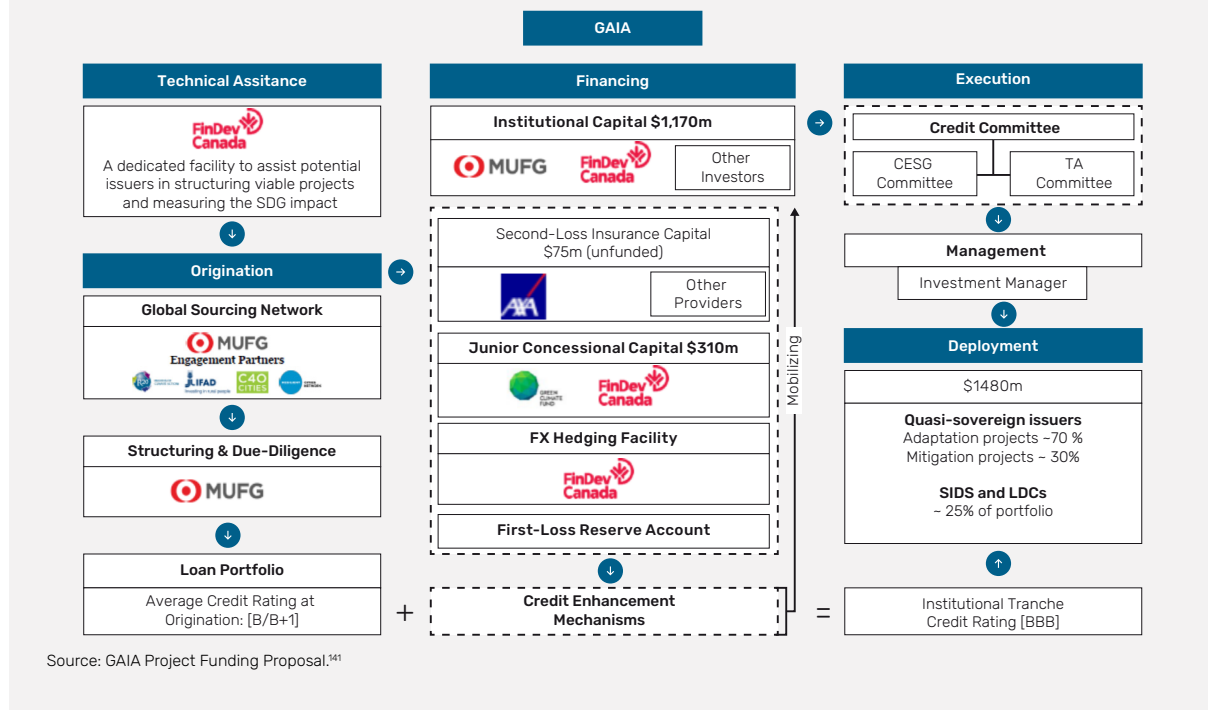 GAIA
Technical Assitance
FinDev
Canada
A dedicated facility to assist potential
issuers in structuring viable projects
and measuring the SDG impact
Origination
Global Sourcing Network
MUFG
Engagement Partners
JLIFAD
Investing in rural people
C40
CITIES
Structuring & Due-Diligence
MUFG
Loan Portfolio
Average Credit Rating at
Origination: [B/B+1]
+
Financing
Institutional Capital $1,170m
MUFG
FinDev
Canada
Other
Investors
Second-Loss Insurance Capital
$75m (unfunded)
AXA
Other
Providers
Junior Concessional Capital $310m
GREEN
CLIMATE
FUND
FinDev
Canada
FX Hedging Facility
FinDev
Canada
First-Loss Reserve Account
Credit Enhancement
Mechanisms
Mobilizing
=
Execution
Credit Committee
CESG
Committee
TA
Committee
Management
Investment Manager
Deployment
$1480m
Quasi-sovereign issuers
Adaptation projects ~70 %
Mitigation projects ~ 30%
SIDS and LDCs
~ 25% of portfolio
Institutional Tranche
Credit Rating [BBB]
Source: GAIA Project Funding Proposal.¹⁴¹